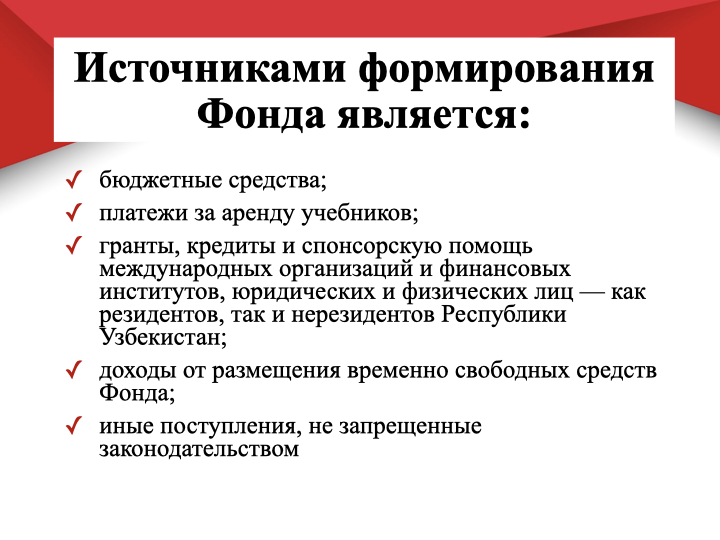 Источниками формирования
Фонда является:
✓ бюджетные средства;
✓ платежи за аренду учебников;
✓ гранты, кредиты и спонсорскую помощь
международных организаций и финансовых
институтов, юридических и физических лиц — как
резидентов, так и нерезидентов Республики
Узбекистан;
✓ доходы от размещения временно свободных средств
Фонда;
✓ иные поступления, не запрещенные
законодательством